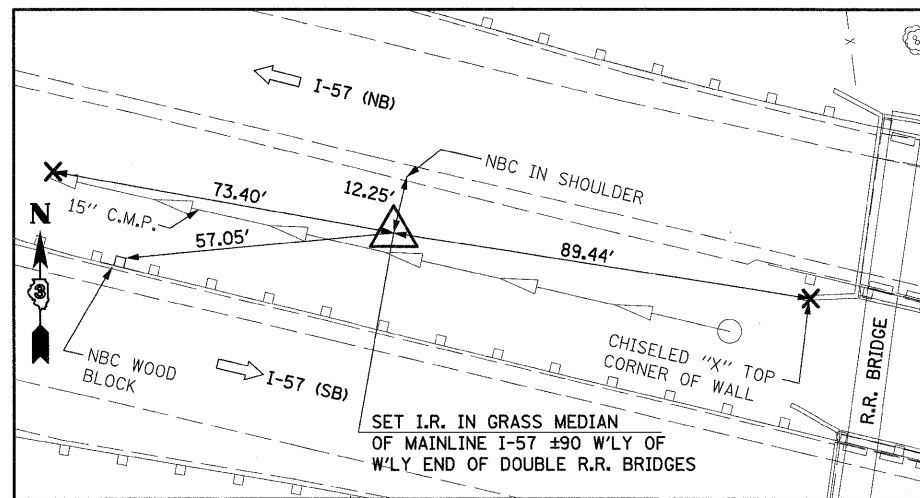 I-57 (NB)
NBC IN SHOULDER
73.40'
12.25'
15" C.M.P.
N
57.05'
89.44'
3
NBC WOOD
BLOCK
I-57 (SB)
CHISELED "X" TOP
CORNER OF WALL
R.R. BRIDGE
SET I.R. IN GRASS MEDIAN
OF MAINLINE I-57 ±90 W'LY OF
W'LY END OF DOUBLE R.R. BRIDGES